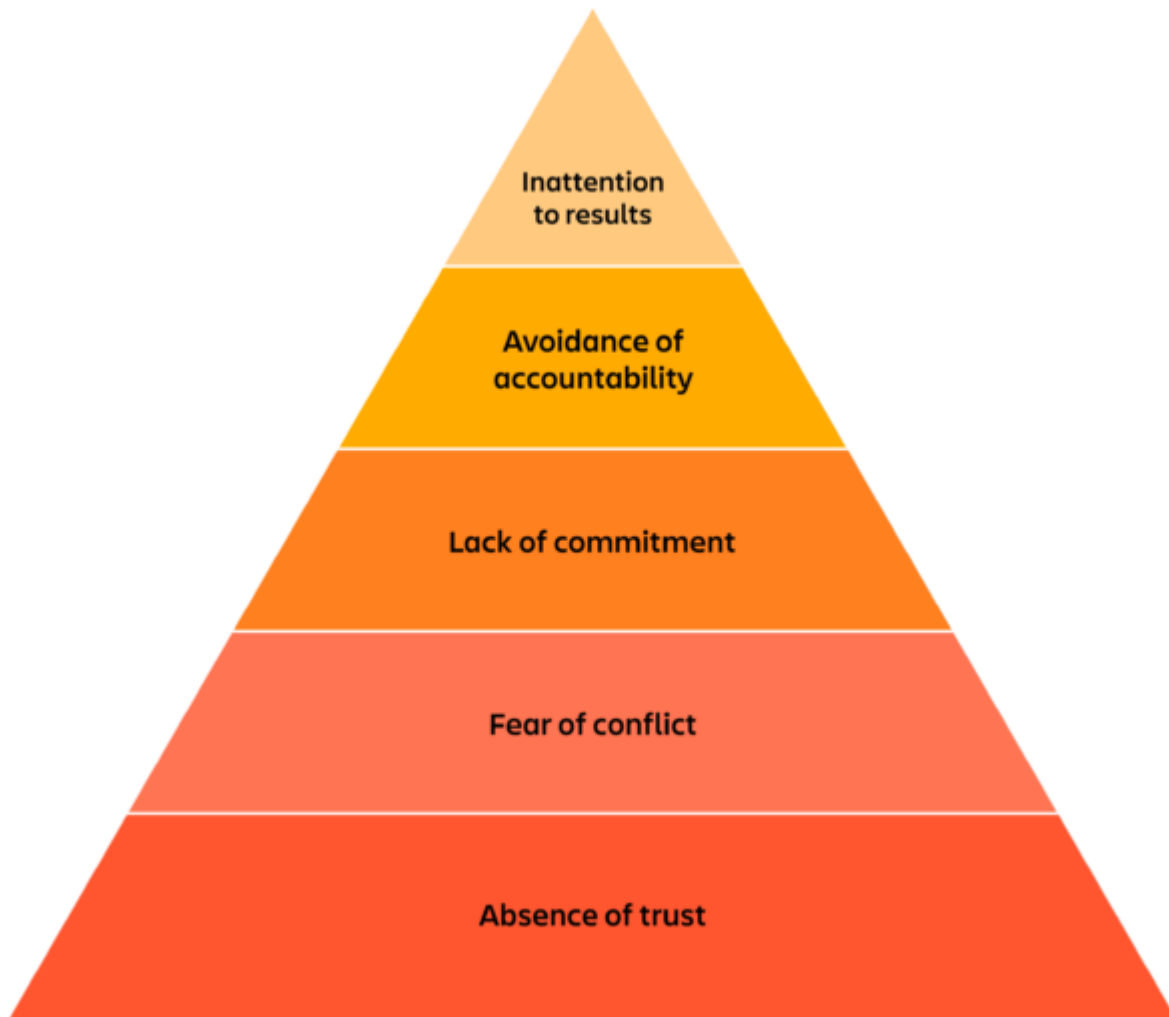 Inattention
to results
Avoidance of
accountability
Lack of commitment
Fear of conflict
Absence of trust